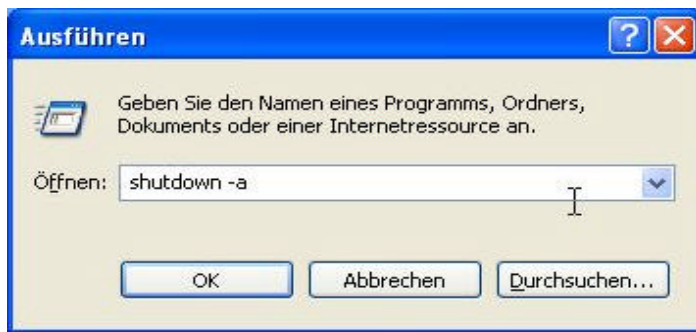 Ausführen
Geben Sie den Namen eines Programms, Ordners,
Dokuments oder einer Internetressource an.
Öffnen: shutdown -a
OK Abbrechen Durchsuchen...